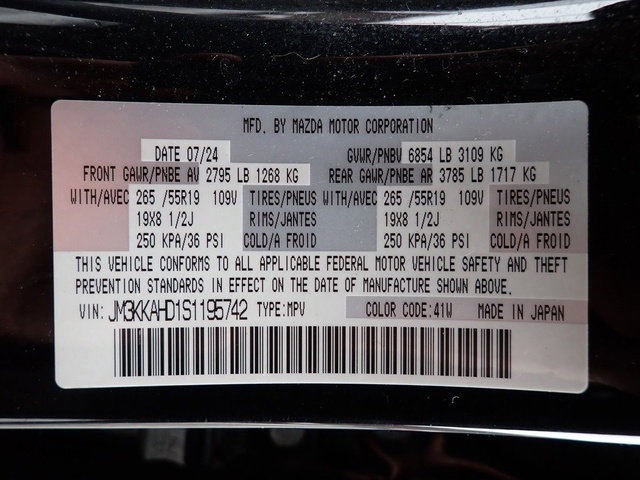 MFD. BY MAZDA MOTOR CORPORATION
DATE 07/24 GVWR/PNBV 6854 LB 3109 KG
FRONT GAWR/PNBE AV 2795 LB 1268 KG REAR GAWR/PNBE AR 3785 LB 1717 KG
WITH/AVEC 265 /55R19 109V TIRES/PNEUS WITH/AVEC 265 /55R19 109V TIRES/PNEUS
19X8 1/2J RIMS/JANTES 19X8 1/2J RIMS/JANTES
250 KPA/36 PSI COLD/A FROID 250 KPA/36 PSI COLD/A FROID
THIS VEHICLE CONFORMS TO ALL APPLICABLE FEDERAL MOTOR VEHICLE SAFETY AND THEFT
PREVENTION STANDARDS IN EFFECT ON THE DATE OF MANUFACTURE SHOWN ABOVE.
VIN: JM3KKAHD1S1195742 TYPE: MPV COLOR CODE: 41W MADE IN JAPAN